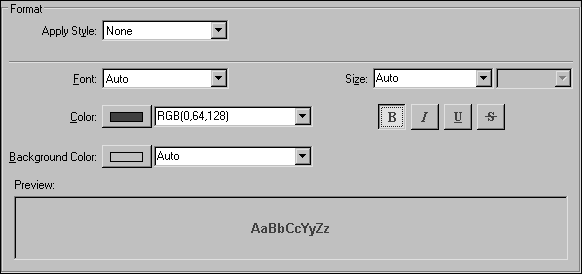 Format
Apply Style: None
Font: Auto Size: Auto
Color: RGB(0,64,128) B I U S
Background Color: Auto
Preview:
AaBbCcYyZz